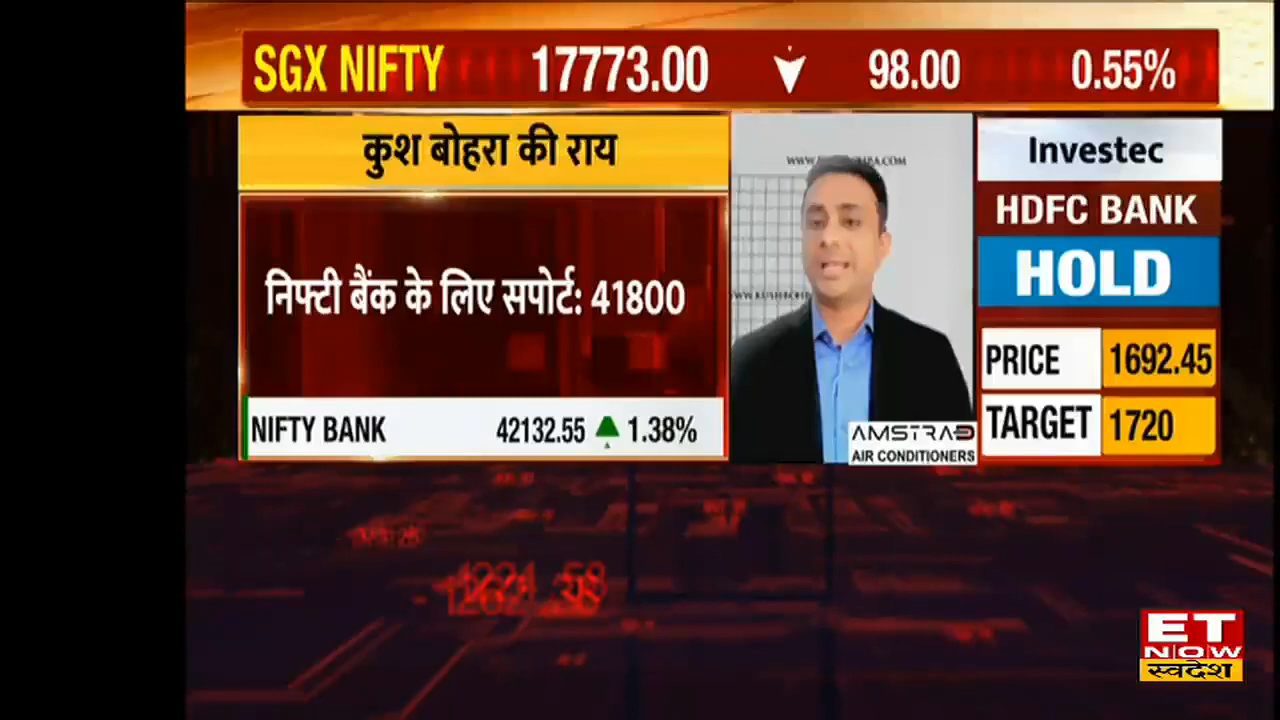 SGX NIFTY 17773.00 98.00 0.55%
कुश बोहरा की राय
निफ्टी बैंक के लिए सपोर्ट: 41800
NIFTY BANK 42132.55 1.38%
AMSTRAD
AIR CONDITIONERS
Investec
HDFC BANK
HOLD
PRICE 1692.45
TARGET 1720
ET
NOW
स्वदेश